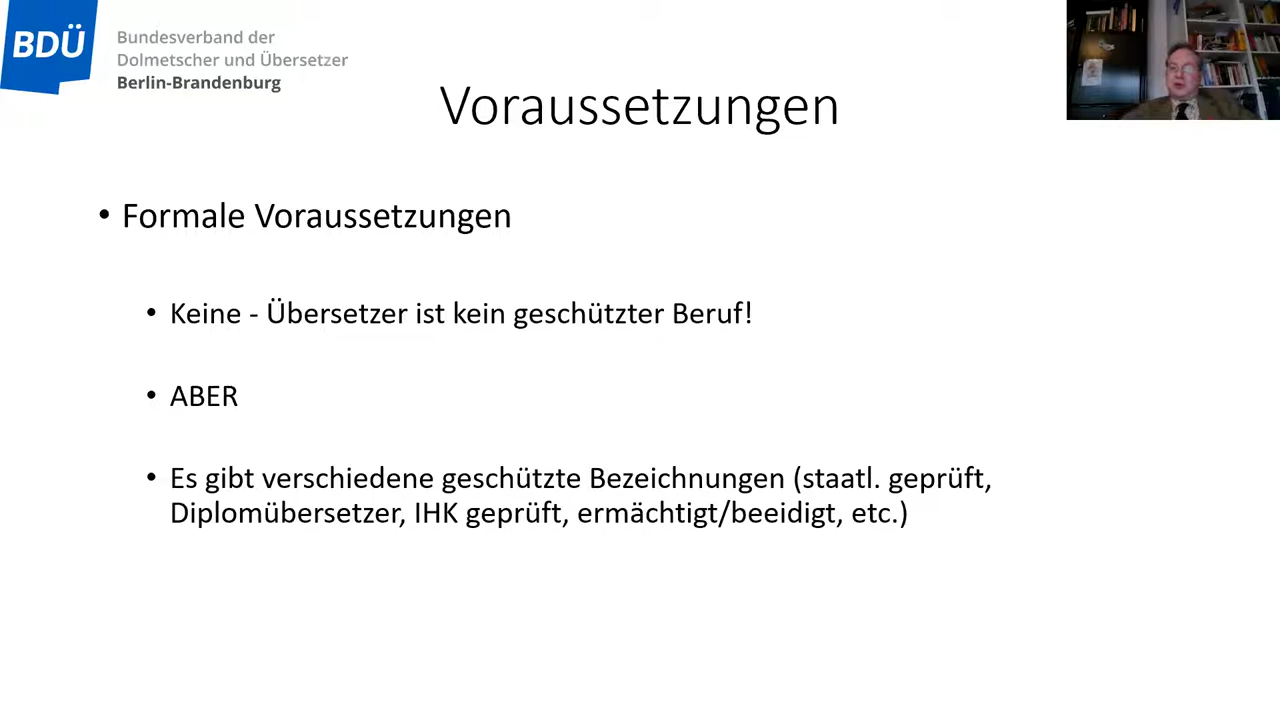 BDÜ
Bundesverband der
Dolmetscher und Übersetzer
Berlin-Brandenburg
Voraussetzungen
• Formale Voraussetzungen
• Keine - Übersetzer ist kein geschützter Beruf!
• ABER
• Es gibt verschiedene geschützte Bezeichnungen (staatl. geprüft,
Diplomübersetzer, IHK geprüft, ermächtigt/beeidigt, etc.)